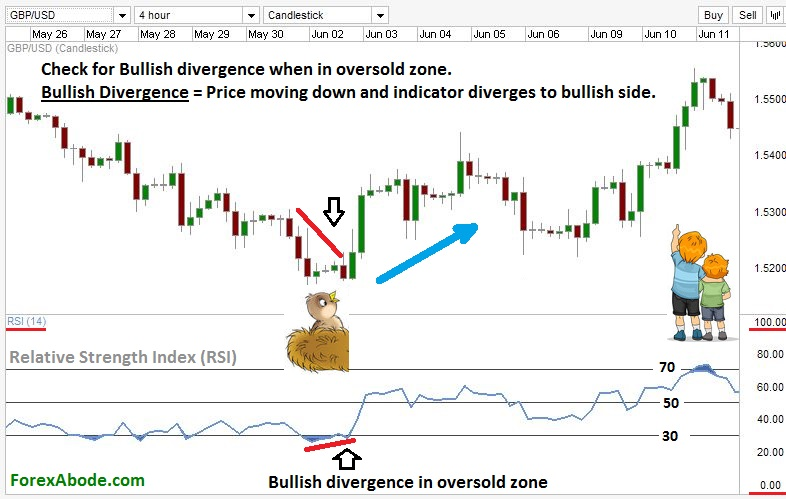 GBP/USD 4 hour Candlestick Buy Sell
May 26 May 27 May 28 May 29 May 30 Jun 02 Jun 03 Jun 04 Jun 05 Jun 06 Jun 09 Jun 10 Jun 11
GBP/USD (Candlestick)
1.5600
Check for Bullish divergence when in oversold zone.
Bullish Divergence = Price moving down and indicator diverges to bullish side.
1.5500
1.5400
1.5300
1.5200
RSI (14)
100.00
Relative Strength Index (RSI)
80.00
70
60.00
50
40.00
30
20.00
ForexAbode.com
Bullish divergence in oversold zone
0.00